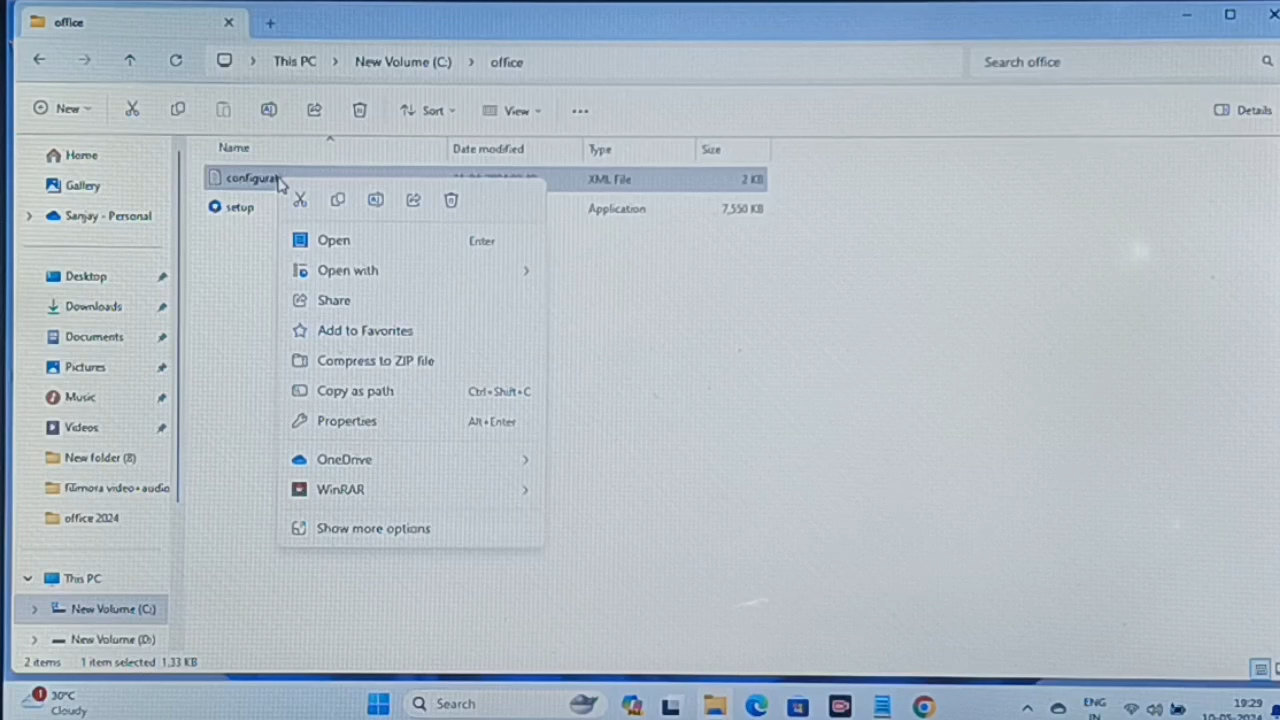 office
This PC > New Volume (C:) > office
Search office
New
Sort
View
Details
Name
Date modified
Type
Size
Home
Gallery
Sanjay - Personal
Desktop
Downloads
Documents
Pictures
Music
Videos
New folder (8)
filmora video+audio
office 2024
This PC
New Volume (C:)
New Volume (D:)
XML File
2 KB
setup
Application
7,550 KB
Open
Enter
Open with
Share
Add to Favorites
Compress to ZIP file
Copy as path
Ctrl+Shift+C
Properties
Alt+Enter
OneDrive
WinRAR
Show more options
2 items
1 item selected 1.33 KB
1
30°C
Cloudy
Search
ENG
IN
19:29